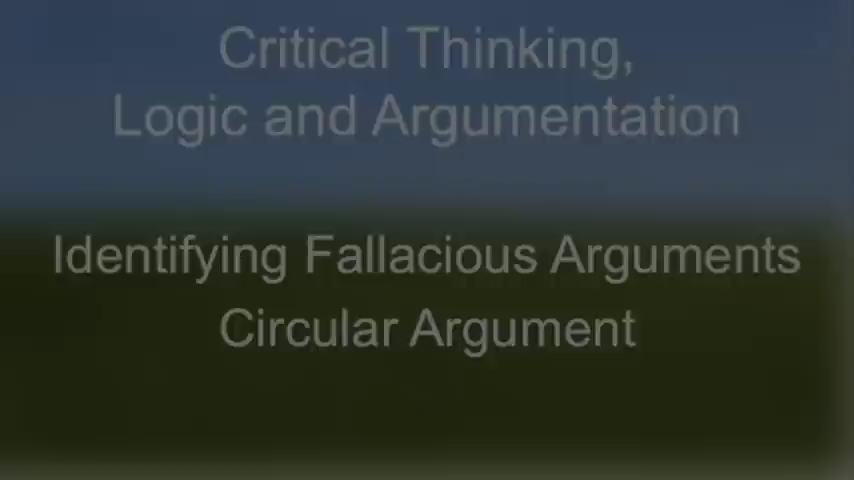 Critical Thinking,
Logic and Argumentation
Identifying Fallacious Arguments
Circular Argument